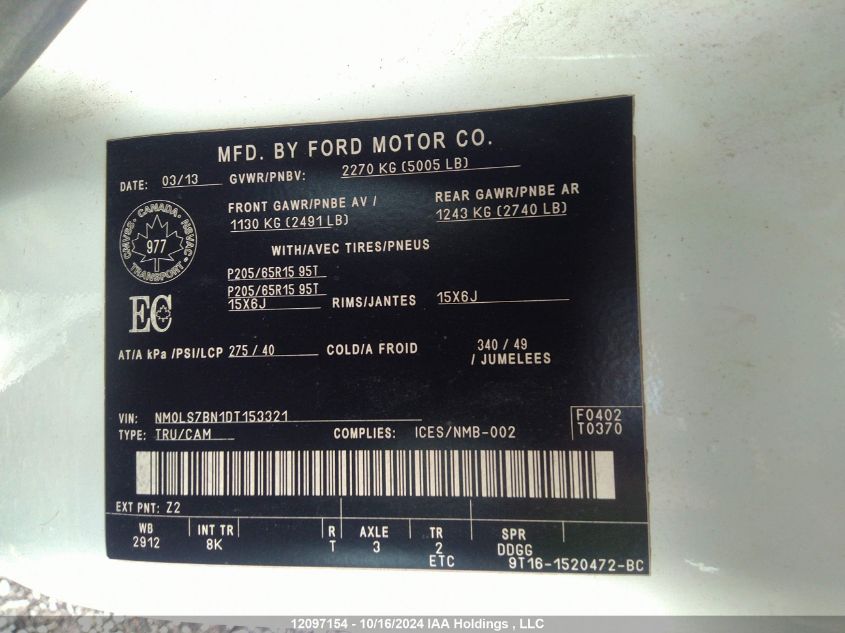 MFD. BY FORD MOTOR CO.
DATE: 03/13 GVWR/PNBV: 2270 KG (5005 LB)
FRONT GAWR/PNBE AV / REAR GAWR/PNBE AR
1130 KG (2491 LB) 1243 KG (2740 LB)
CMVSS · CANADA · NSVAC
977
TRANSPORT
WITH/AVEC TIRES/PNEUS
P205/65R15 95T
P205/65R15 95T
15X6J RIMS/JANTES 15X6J
EC
AT/A kPa /PSI/LCP 275 / 40 COLD/A FROID 340 / 49
/ JUMELEES
VIN: NM0LS7BN1DT153321 F0402
TYPE: TRU/CAM COMPLIES: ICES/NMB-002 T0370
EXT PNT: Z2
WB INT TR R AXLE TR SPR
2912 8K T 3 2 DDGG
ETC 9T16-1520472-BC
12097154 - 10/16/2024 IAA Holdings , LLC